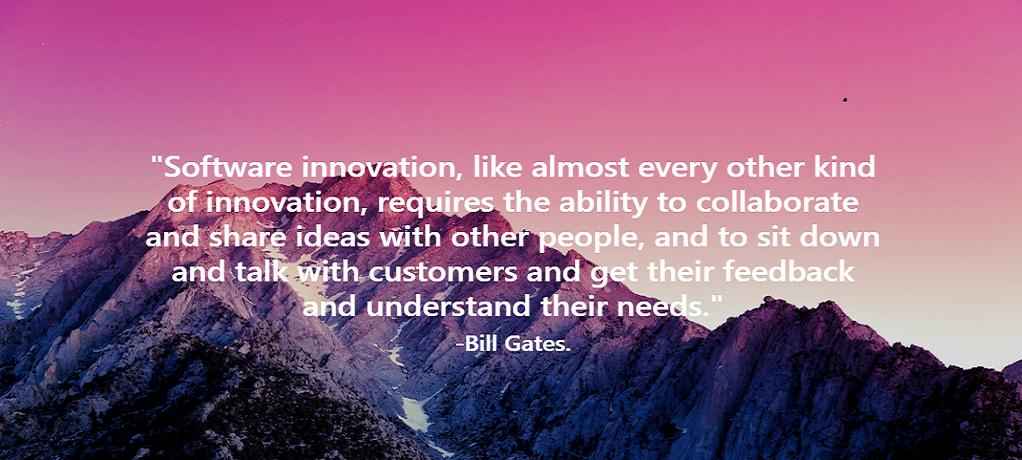 "Software innovation, like almost every other kind
of innovation, requires the ability to collaborate
and share ideas with other people, and to sit down
and talk with customers and get their feedback
and understand their needs."
-Bill Gates.